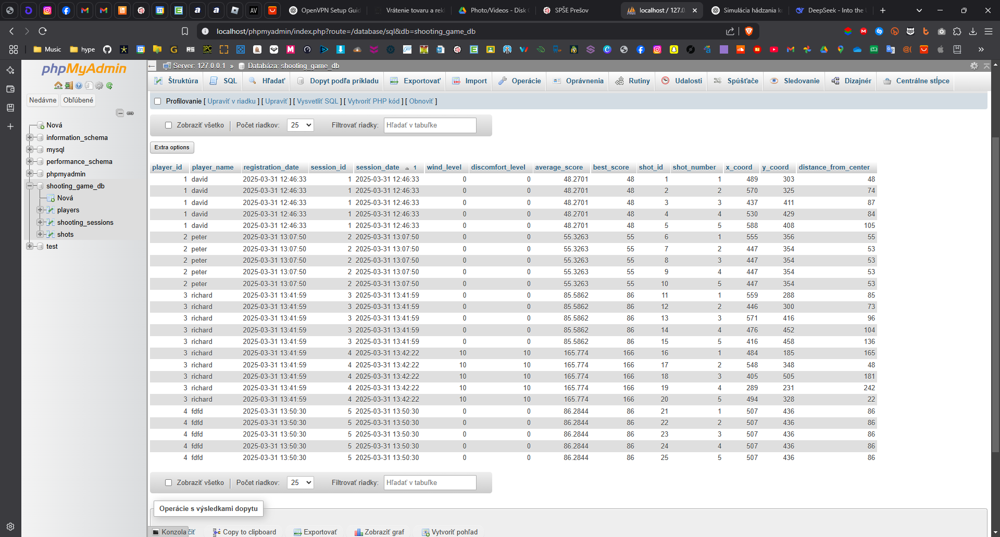 OpenVPN Setup Guid
Vrátenie tovaru a rekl
Photo/Videos - Disk G
SPŠE Prešov
localhost / 127.0.
Simulácia hádzania k
DeepSeek - Into the U
localhost/phpmyadmin/index.php?route=/database/sql&db=shooting_game_db
Music
hype
phpMyAdmin
Nedávne
Obľúbené
Nová
information_schema
mysql
performance_schema
phpmyadmin
shooting_game_db
Nová
players
shooting_sessions
shots
test
Server: 127.0.0.1 » Databáza: shooting_game_db
Štruktúra SQL Hľadať Dopyt podľa príkladu Exportovať Import Operácie Oprávnenia Rutiny Udalosti Spúšťače Sledovanie Dizajnér Centrálne stĺpce
Profilovanie [ Upraviť v riadku ] [ Upraviť ] [ Vysvetliť SQL ] [ Vytvoriť PHP kód ] [ Obnoviť ]
Zobraziť všetko Počet riadkov: 25 Filtrovať riadky: Hľadať v tabuľke
Extra options
player_id player_name registration_date session_id session_date 1 wind_level discomfort_level average_score best_score shot_id shot_number x_coord y_coord distance_from_center
1 david 2025-03-31 12:46:33 1 2025-03-31 12:46:33 0 0 48.2701 48 1 1 489 303 48
1 david 2025-03-31 12:46:33 1 2025-03-31 12:46:33 0 0 48.2701 48 2 2 570 325 74
1 david 2025-03-31 12:46:33 1 2025-03-31 12:46:33 0 0 48.2701 48 3 3 437 411 87
1 david 2025-03-31 12:46:33 1 2025-03-31 12:46:33 0 0 48.2701 48 4 4 530 429 84
1 david 2025-03-31 12:46:33 1 2025-03-31 12:46:33 0 0 48.2701 48 5 5 588 408 105
2 peter 2025-03-31 13:07:50 2 2025-03-31 13:07:50 0 0 55.3263 55 6 1 555 356 55
2 peter 2025-03-31 13:07:50 2 2025-03-31 13:07:50 0 0 55.3263 55 7 2 447 354 53
2 peter 2025-03-31 13:07:50 2 2025-03-31 13:07:50 0 0 55.3263 55 8 3 447 354 53
2 peter 2025-03-31 13:07:50 2 2025-03-31 13:07:50 0 0 55.3263 55 9 4 447 354 53
2 peter 2025-03-31 13:07:50 2 2025-03-31 13:07:50 0 0 55.3263 55 10 5 447 354 53
3 richard 2025-03-31 13:41:59 3 2025-03-31 13:41:59 0 0 85.5862 86 11 1 559 288 85
3 richard 2025-03-31 13:41:59 3 2025-03-31 13:41:59 0 0 85.5862 86 12 2 446 300 73
3 richard 2025-03-31 13:41:59 3 2025-03-31 13:41:59 0 0 85.5862 86 13 3 571 416 96
3 richard 2025-03-31 13:41:59 3 2025-03-31 13:41:59 0 0 85.5862 86 14 4 476 452 104
3 richard 2025-03-31 13:41:59 3 2025-03-31 13:41:59 0 0 85.5862 86 15 5 416 458 136
3 richard 2025-03-31 13:41:59 4 2025-03-31 13:42:22 10 10 165.774 166 16 1 484 185 165
3 richard 2025-03-31 13:41:59 4 2025-03-31 13:42:22 10 10 165.774 166 17 2 548 348 48
3 richard 2025-03-31 13:41:59 4 2025-03-31 13:42:22 10 10 165.774 166 18 3 405 505 181
3 richard 2025-03-31 13:41:59 4 2025-03-31 13:42:22 10 10 165.774 166 19 4 289 231 242
3 richard 2025-03-31 13:41:59 4 2025-03-31 13:42:22 10 10 165.774 166 20 5 494 328 22
4 fdfd 2025-03-31 13:50:30 5 2025-03-31 13:50:30 0 0 86.2844 86 21 1 507 436 86
4 fdfd 2025-03-31 13:50:30 5 2025-03-31 13:50:30 0 0 86.2844 86 22 2 507 436 86
4 fdfd 2025-03-31 13:50:30 5 2025-03-31 13:50:30 0 0 86.2844 86 23 3 507 436 86
4 fdfd 2025-03-31 13:50:30 5 2025-03-31 13:50:30 0 0 86.2844 86 24 4 507 436 86
4 fdfd 2025-03-31 13:50:30 5 2025-03-31 13:50:30 0 0 86.2844 86 25 5 507 436 86
Zobraziť všetko Počet riadkov: 25 Filtrovať riadky: Hľadať v tabuľke
Operácie s výsledkami dopytu
Konzola čiť Copy to clipboard Exportovať Zobraziť graf Vytvoriť pohľad